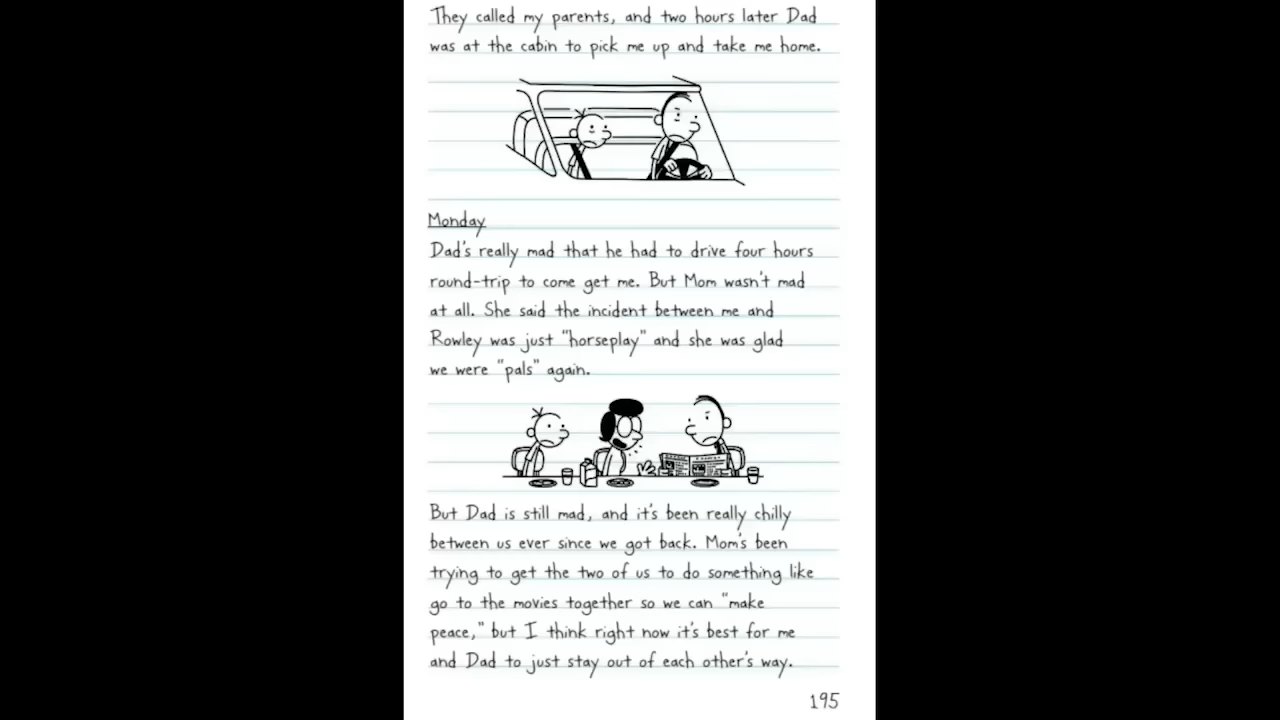 They called my parents, and two hours later Dad
was at the cabin to pick me up and take me home.
Monday
Dad's really mad that he had to drive four hours
round-trip to come get me. But Mom wasn't mad
at all. She said the incident between me and
Rowley was just "horseplay" and she was glad
we were "pals" again.
But Dad is still mad, and it's been really chilly
between us ever since we got back. Mom's been
trying to get the two of us to do something like
go to the movies together so we can "make
peace," but I think right now it's best for me
and Dad to just stay out of each other's way.
195